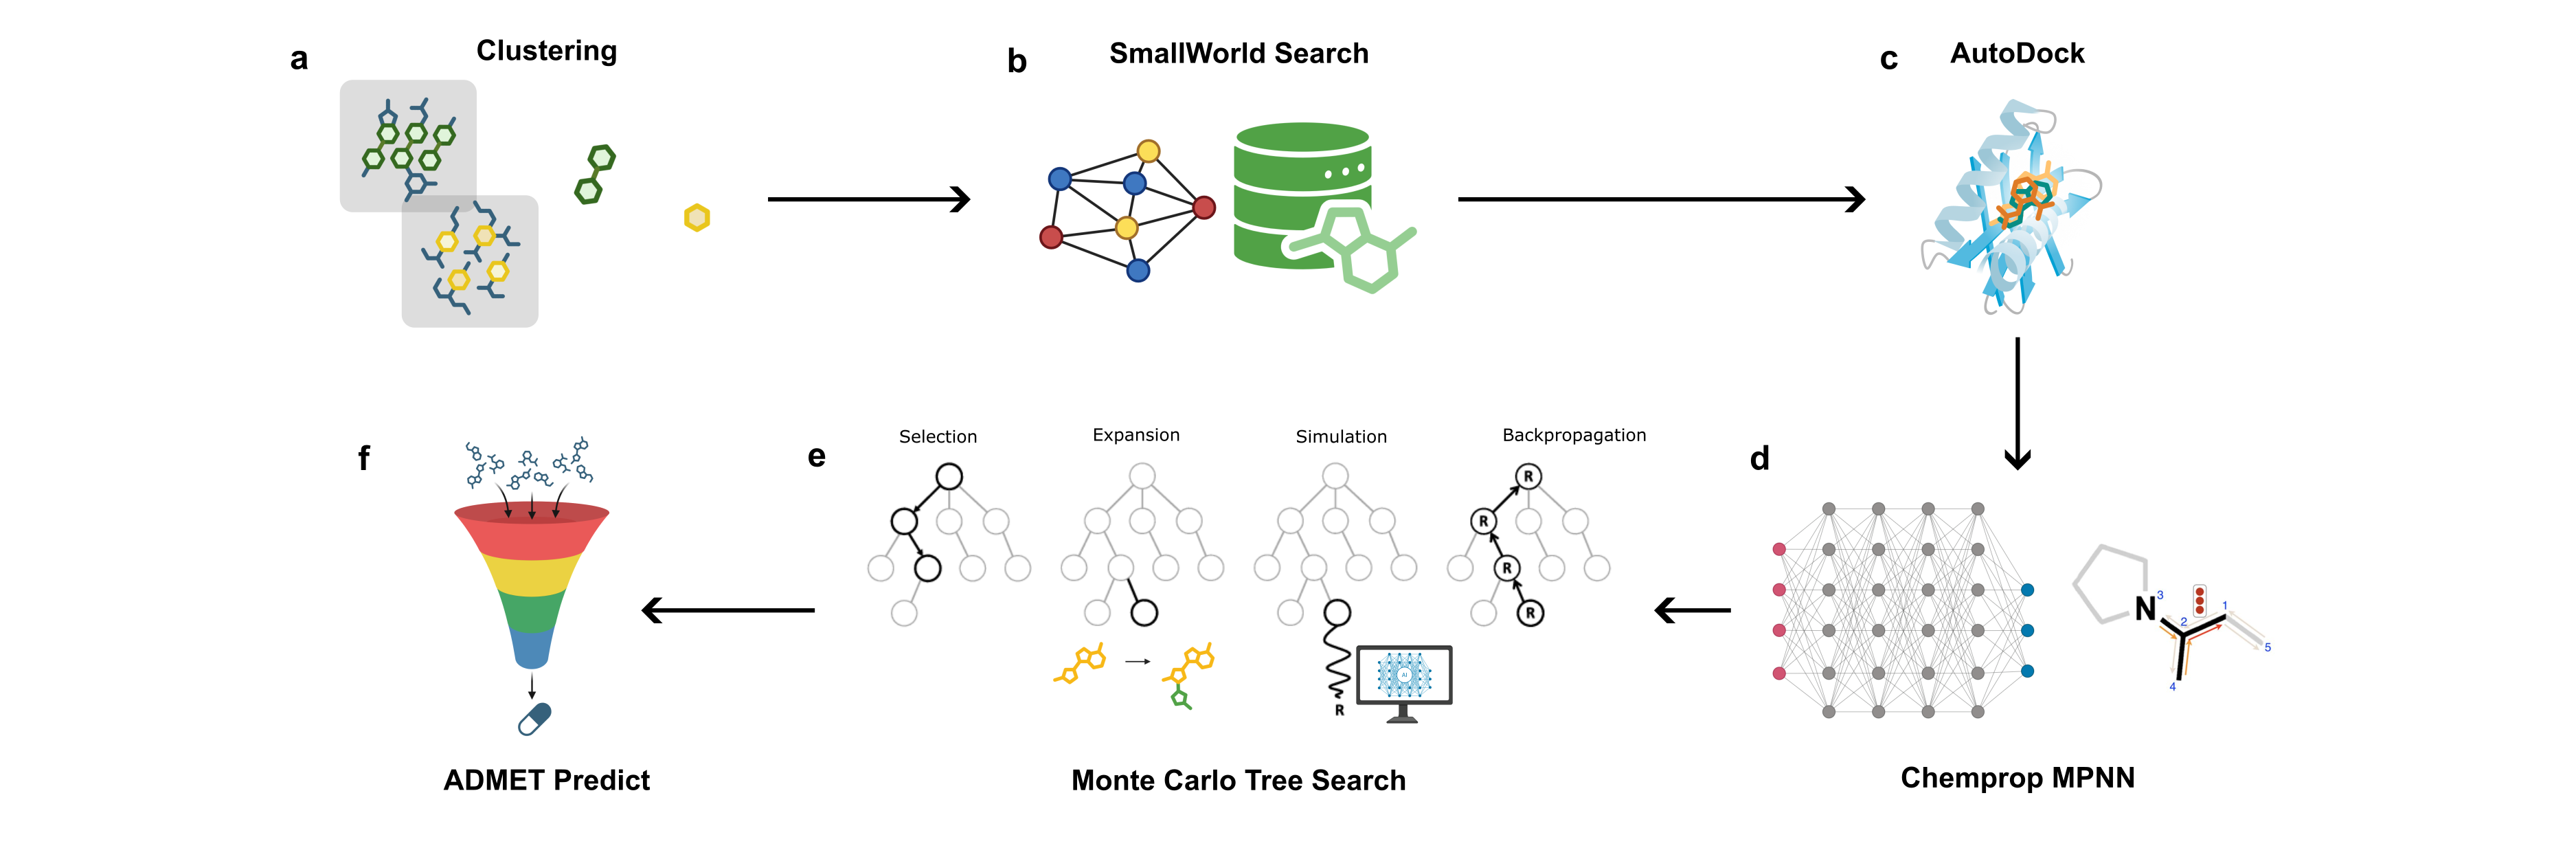 a
Clustering
b
SmallWorld Search
c
AutoDock
d
N
3
2
1
5
4
Chemprop MPNN
e
Selection
Expansion
Simulation
Backpropagation
R
R
R
R
R
AI
Monte Carlo Tree Search
f
ADMET Predict